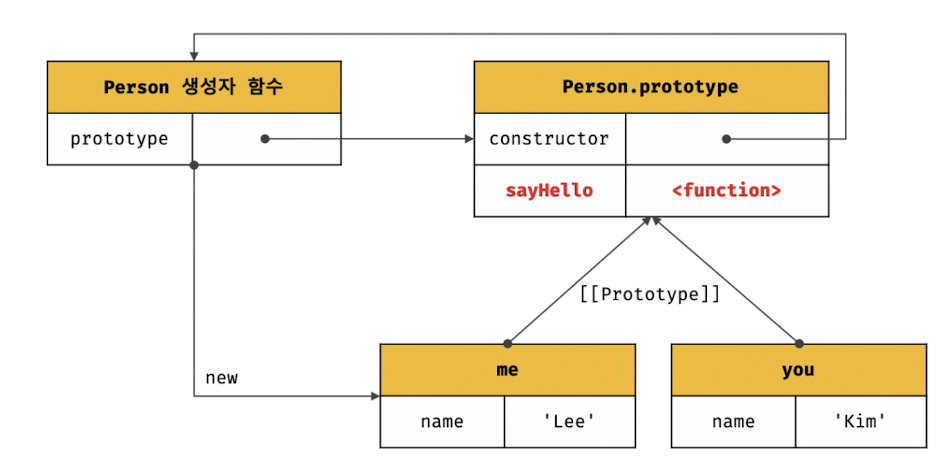 Person 생성자 함수
prototype
Person.prototype
constructor
sayHello <function>
[[Prototype]]
new
me
name 'Lee'
you
name 'Kim'